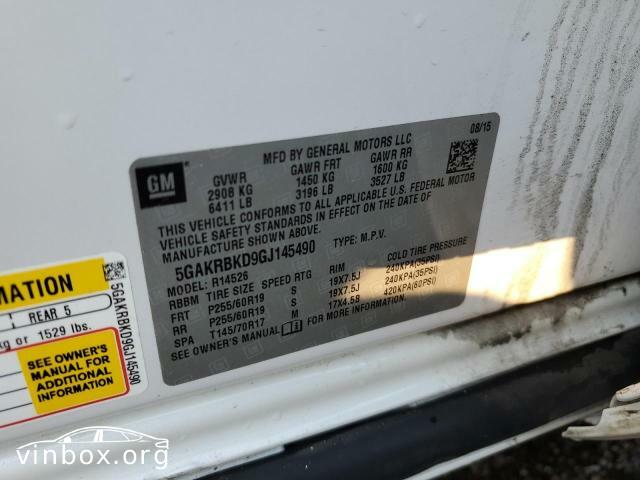 08/15
MFD BY GENERAL MOTORS LLC
GM
GVWR GAWR FRT GAWR RR
2908 KG 1450 KG 1600 KG
6411 LB 3196 LB 3527 LB
THIS VEHICLE CONFORMS TO ALL APPLICABLE U.S. FEDERAL MOTOR
VEHICLE SAFETY STANDARDS IN EFFECT ON THE DATE OF
MANUFACTURE SHOWN ABOVE.
5GAKRBKD9GJ145490 TYPE: M.P.V.
MODEL: R14526
RBBM TIRE SIZE SPEED RTG RIM COLD TIRE PRESSURE
FRT P255/60R19 S 19X7.5J 240KPA(35PSI)
RR P255/60R19 S 19X7.5J 240KPA(35PSI)
SPA T145/70R17 M 17X4.5B 420KPA(60PSI)
SEE OWNER'S MANUAL FOR MORE INFORMATION.
MATION
1 REAR 5
kg or 1529 lbs.
SEE OWNER'S
MANUAL FOR
ADDITIONAL
INFORMATION
5GAKRBKD9GJ145490
vinbox.org